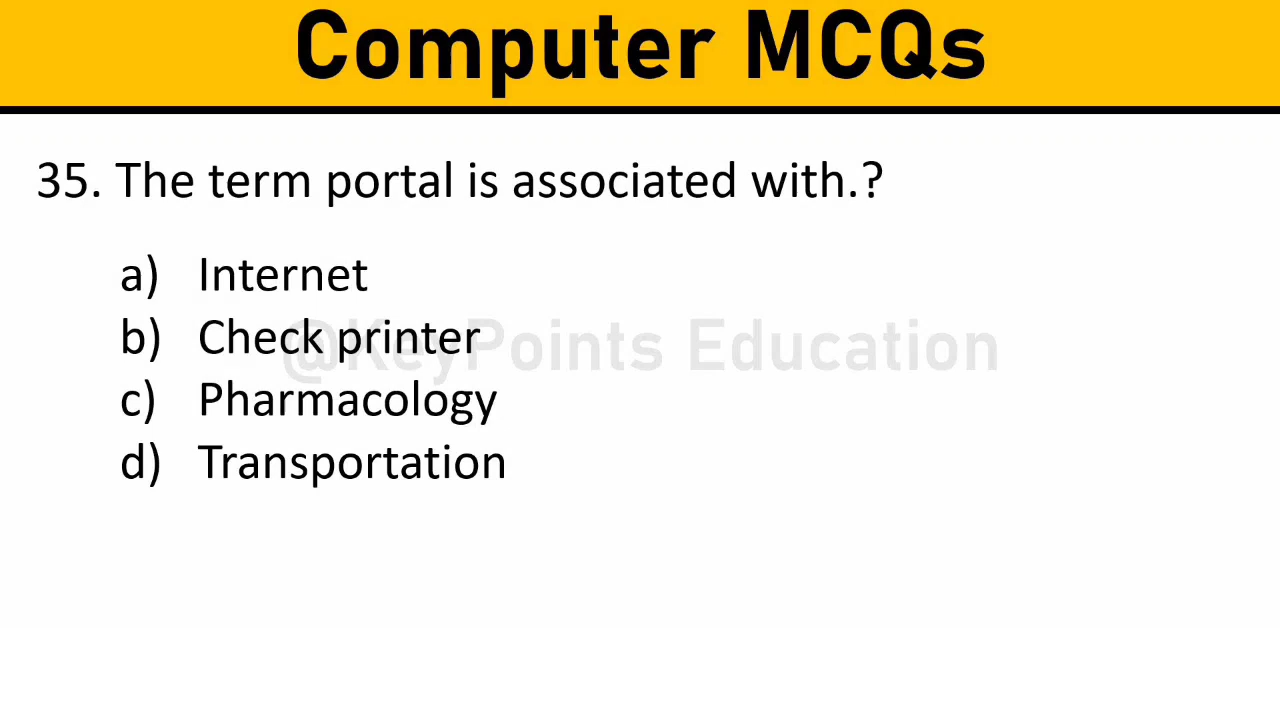 Computer MCQs
35. The term portal is associated with.?
a) Internet
b) Check printer
@KeyPoints Education
c) Pharmacology
d) Transportation